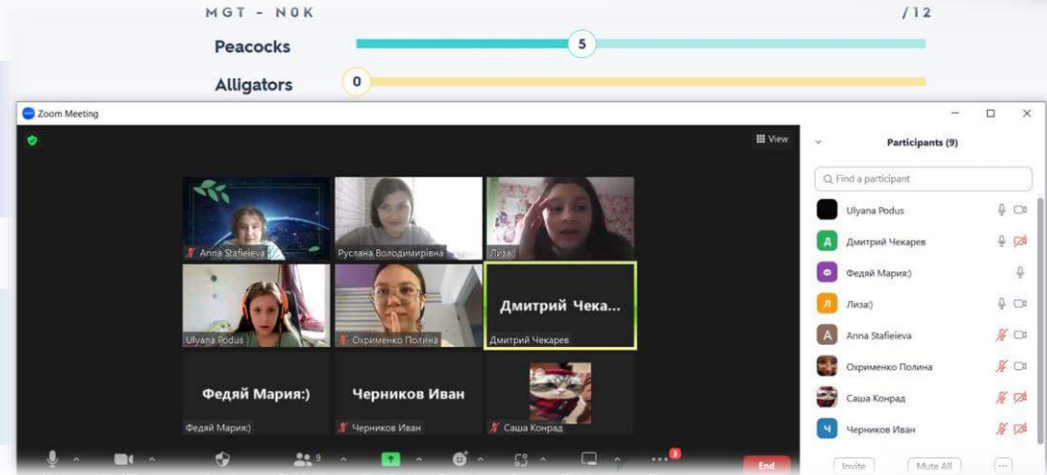 MGT - N0K /12
Peacocks 5
Alligators 0
Zoom Meeting
View
Anna Stafieieva
Руслана Володимирівна
Лиза:)
Ulyana Podus
Охрименко Полина
Дмитрий Чека...
Дмитрий Чекарев
Федяй Мария:)
Федяй Мария:)
Черников Иван
Черников Иван
Саша Конрад
9
3
End
Participants (9)
Find a participant
Ulyana Podus
Д Дмитрий Чекарев
Ф Федяй Мария:)
Л Лиза:)
A Anna Stafieieva
Охрименко Полина
Саша Конрад
Ч Черников Иван
Invite Mute All ...